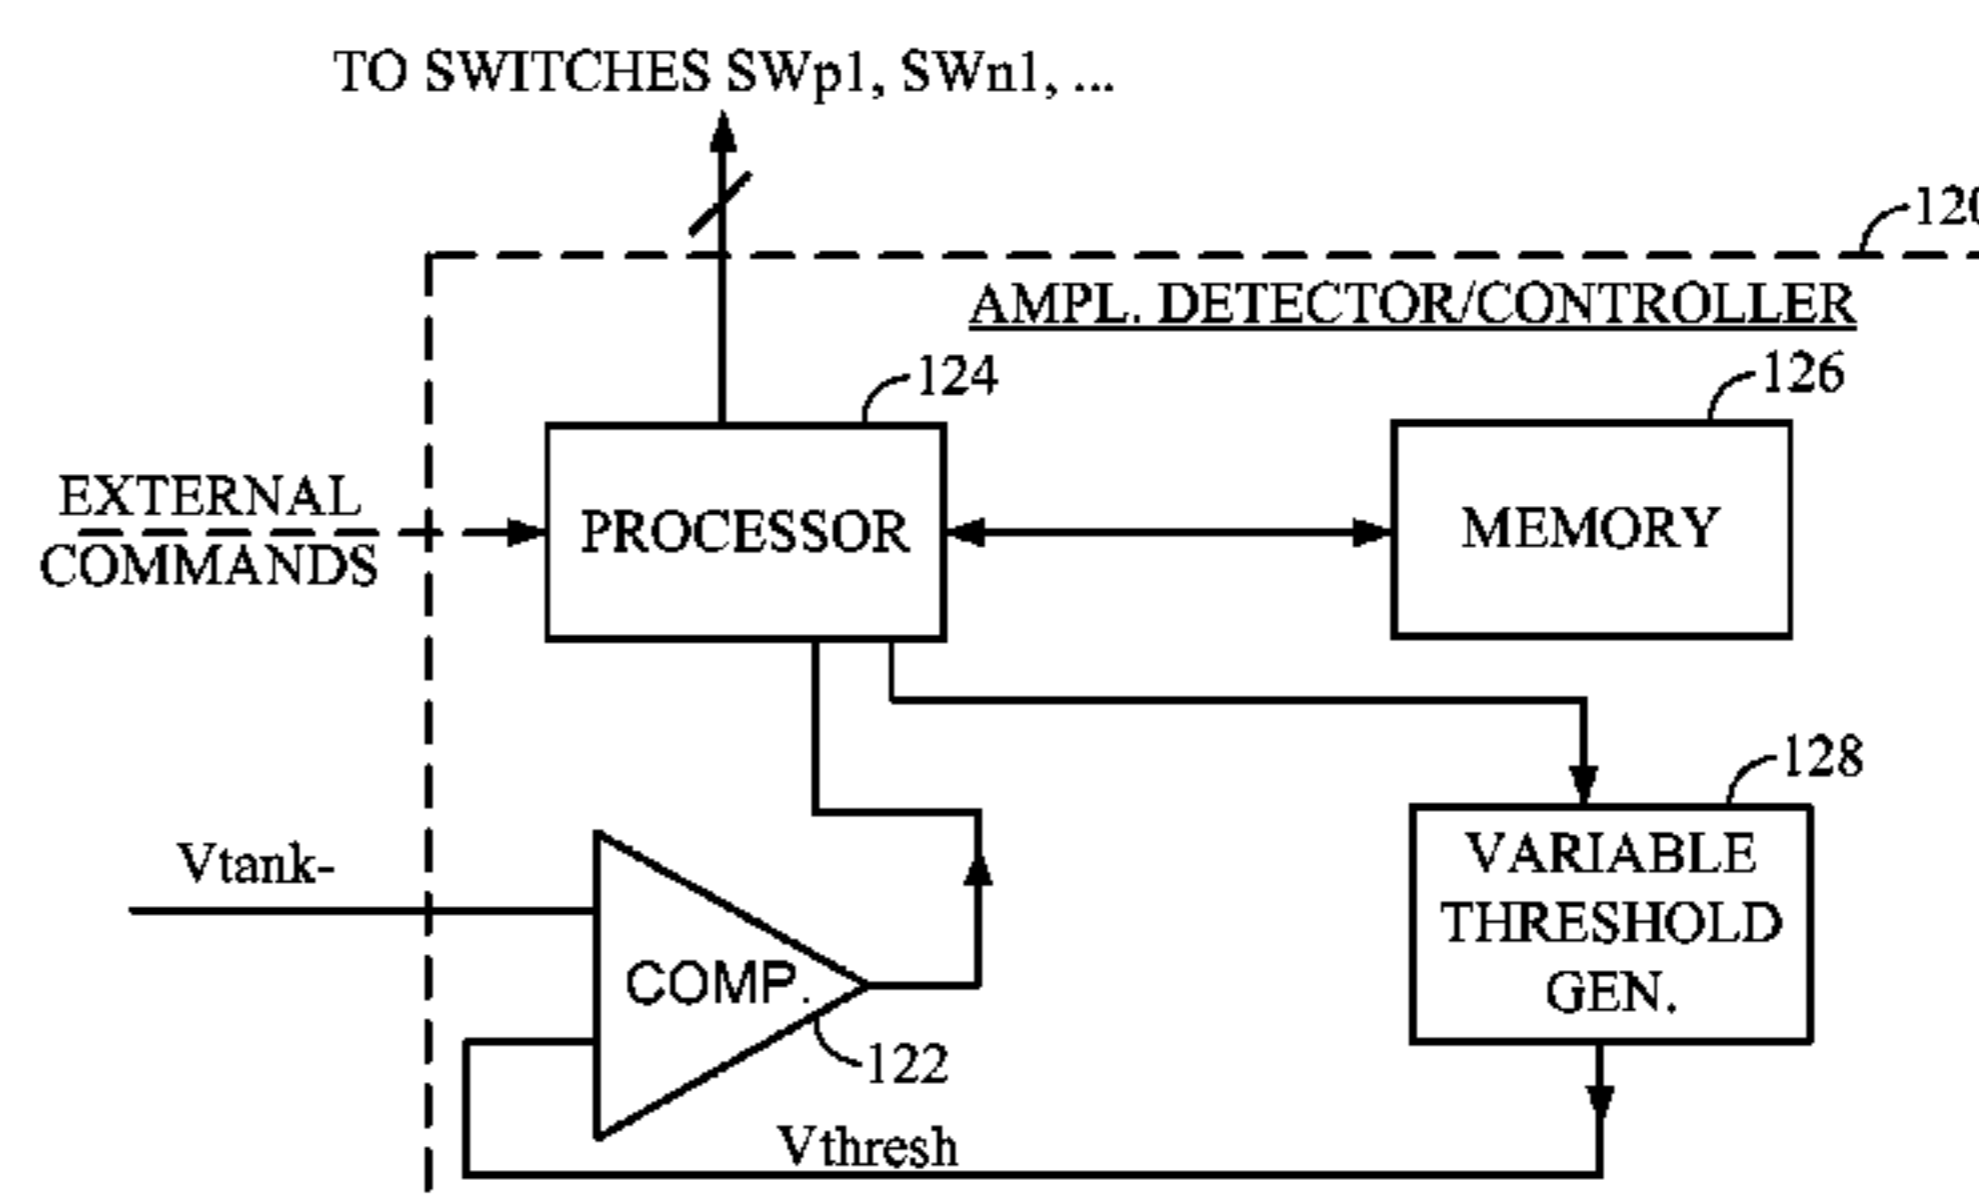 TO SWITCHES SWp1, SWn1, ...
AMPL. DETECTOR/CONTROLLER
124
126
EXTERNAL
COMMANDS
PROCESSOR
MEMORY
128
Vtank-
VARIABLE
THRESHOLD
GEN.
COMP.
122
Vthresh